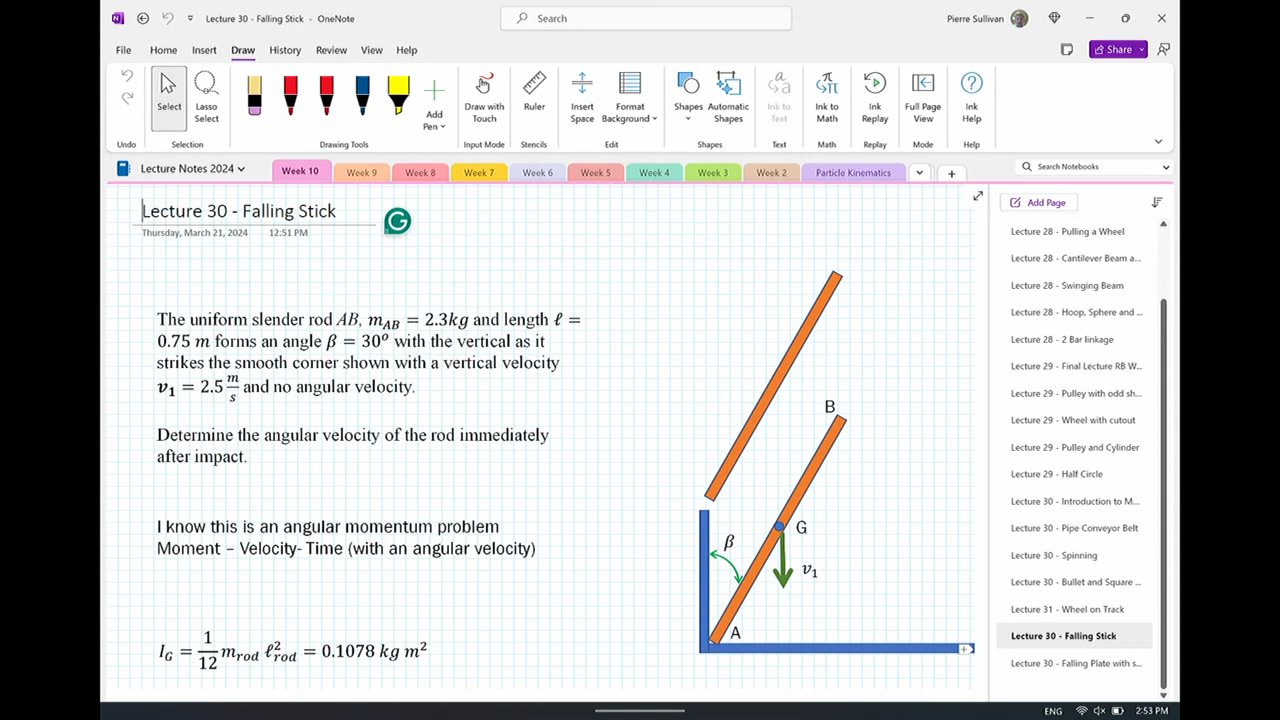 Lecture 30 - Falling Stick - OneNote
Search
Pierre Sullivan
File Home Insert Draw History Review View Help
Share
Select
Lasso Select
Add Pen
Draw with Touch
Ruler
Insert Space
Format Background
Shapes
Automatic Shapes
Ink to Text
Ink to Math
Ink Replay
Full Page View
Ink Help
Undo Selection Drawing Tools Input Mode Stencils Edit Shapes Text Math Replay Mode Help
Lecture Notes 2024
Week 10 Week 9 Week 8 Week 7 Week 6 Week 5 Week 4 Week 3 Week 2 Particle Kinematics
Search Notebooks
Lecture 30 - Falling Stick
Thursday, March 21, 2024 12:51 PM
The uniform slender rod AB, m_AB = 2.3kg and length ℓ =
0.75 m forms an angle β = 30° with the vertical as it
strikes the smooth corner shown with a vertical velocity
v₁ = 2.5 m/s and no angular velocity.
Determine the angular velocity of the rod immediately
after impact.
I know this is an angular momentum problem
Moment – Velocity- Time (with an angular velocity)
I_G = 1/12 m_rod ℓ²_rod = 0.1078 kg m²
B
G
β
v₁
A
Add Page
Lecture 28 - Pulling a Wheel
Lecture 28 - Cantilever Beam a...
Lecture 28 - Swinging Beam
Lecture 28 - Hoop, Sphere and ...
Lecture 28 - 2 Bar linkage
Lecture 29 - Final Lecture RB W...
Lecture 29 - Pulley with odd sh...
Lecture 29 - Wheel with cutout
Lecture 29 - Pulley and Cylinder
Lecture 29 - Half Circle
Lecture 30 - Introduction to M...
Lecture 30 - Pipe Conveyor Belt
Lecture 30 - Spinning
Lecture 30 - Bullet and Square ...
Lecture 31 - Wheel on Track
Lecture 30 - Falling Stick
Lecture 30 - Falling Plate with s...
ENG 2:53 PM